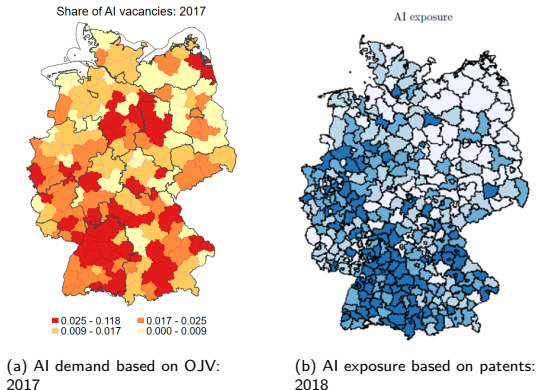 Share of AI vacancies: 2017
AI exposure
0.025 - 0.118
0.017 - 0.025
0.009 - 0.017
0.000 - 0.009
(a) AI demand based on OJV:
2017
(b) AI exposure based on patents:
2018